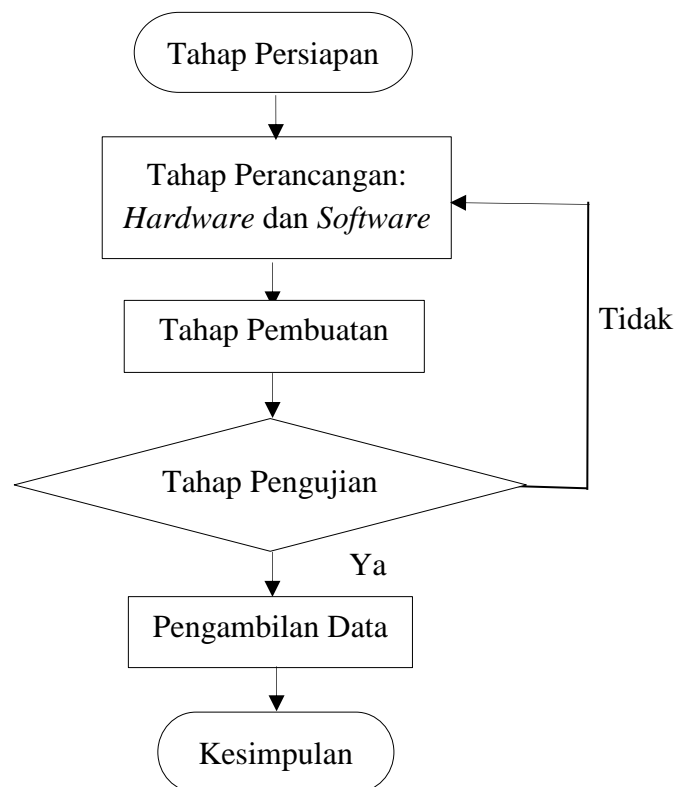 Tahap Persiapan
Tahap Perancangan:
Hardware dan Software
Tahap Pembuatan
Tidak
Tahap Pengujian
Ya
Pengambilan Data
Kesimpulan